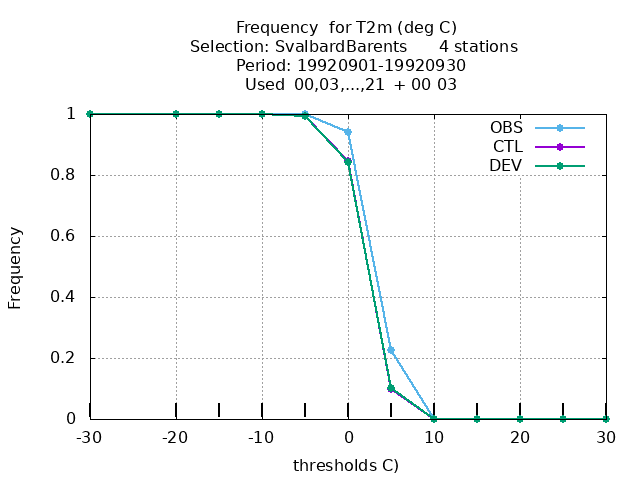 Frequency  for T2m (deg C)
Selection: SvalbardBarents      4 stations
Period: 19920901-19920930
Used  00,03,...,21  + 00 03
OBS
CTL
DEV
1
0.8
0.6
0.4
0.2
0
Frequency
-30 -20 -10 0 10 20 30
thresholds C)